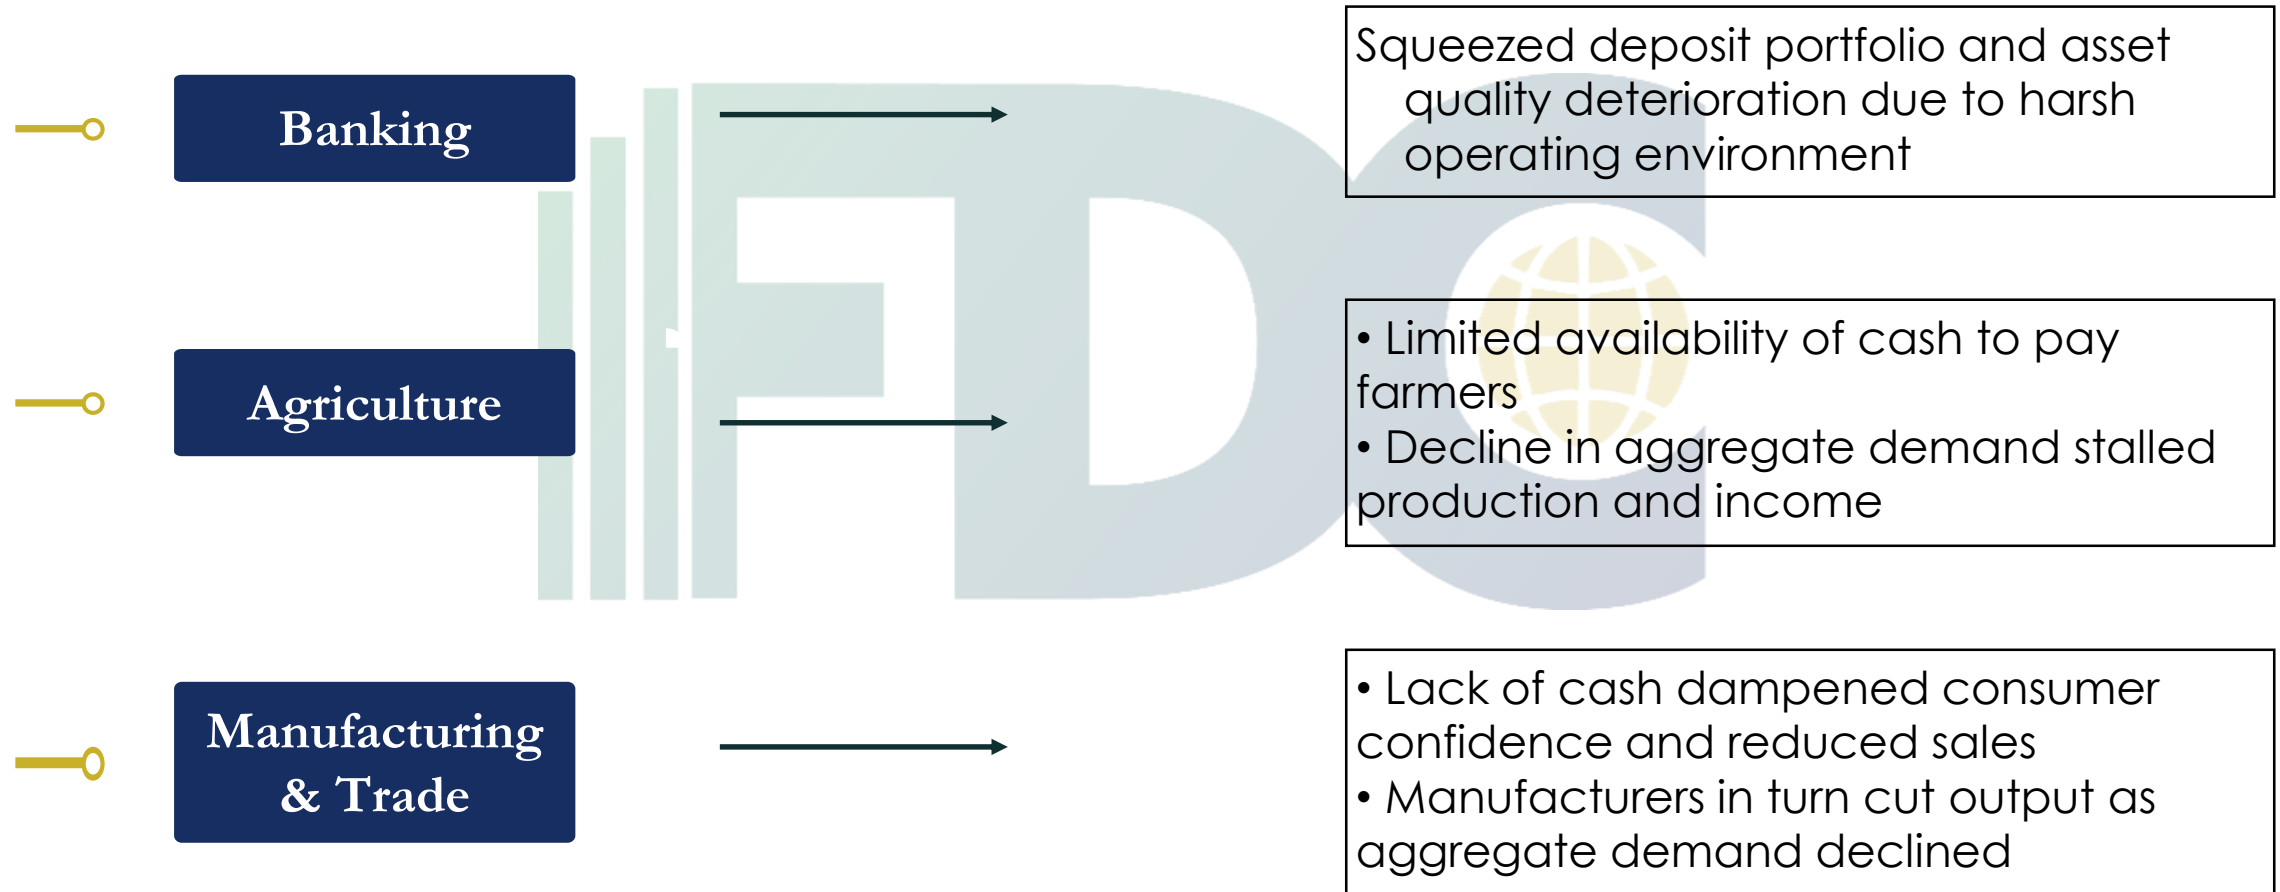 Banking
Squeezed deposit portfolio and asset
quality deterioration due to harsh
operating environment
Agriculture
• Limited availability of cash to pay
farmers
• Decline in aggregate demand stalled
production and income
Manufacturing
& Trade
• Lack of cash dampened consumer
confidence and reduced sales
• Manufacturers in turn cut output as
aggregate demand declined
FDC